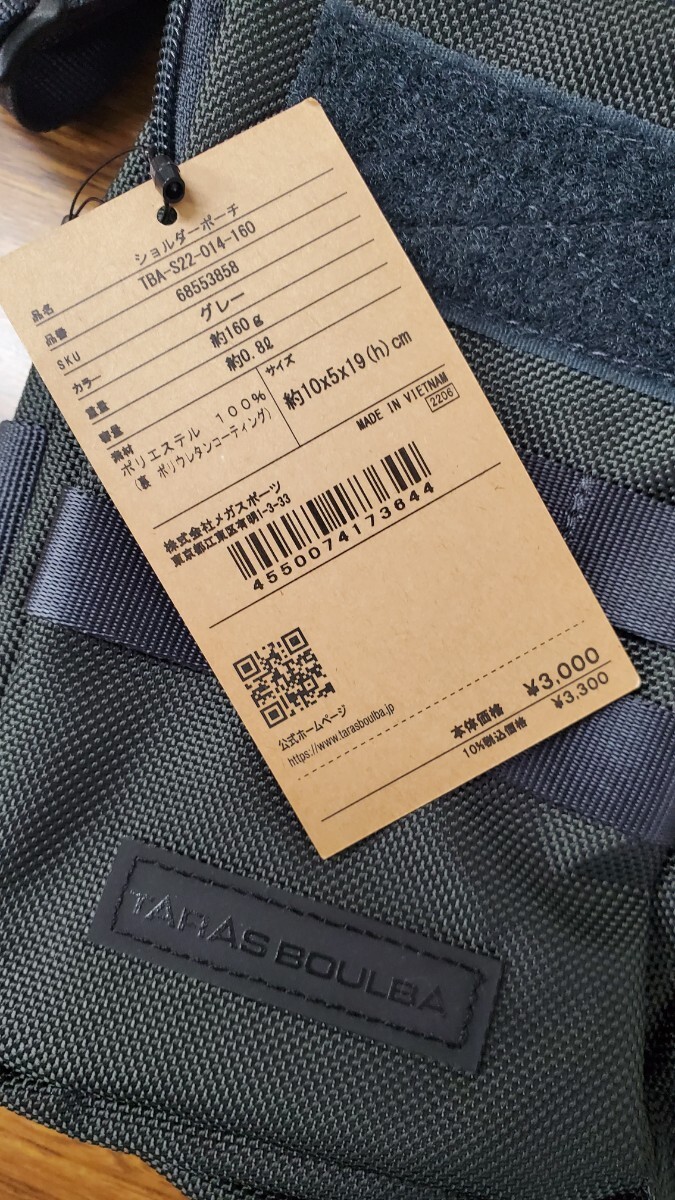 品名 ショルダーポーチ
品番 TBA-S22-014-160
SKU 68553858
カラー グレー
重量 約160g
容量 約0.8ℓ
素材
ポリエステル 100%
(裏 ポリウレタンコーティング)
サイズ
約10x5x19(h)cm
MADE IN VIETNAM
2206
株式会社メガスポーツ
東京都江東区有明1-3-33
4550074173644
公式ホームページ
https://www.tarasboulba.jp
本体価格 ¥3,000
10%税込価格 ¥3,300
TARAS BOULBA